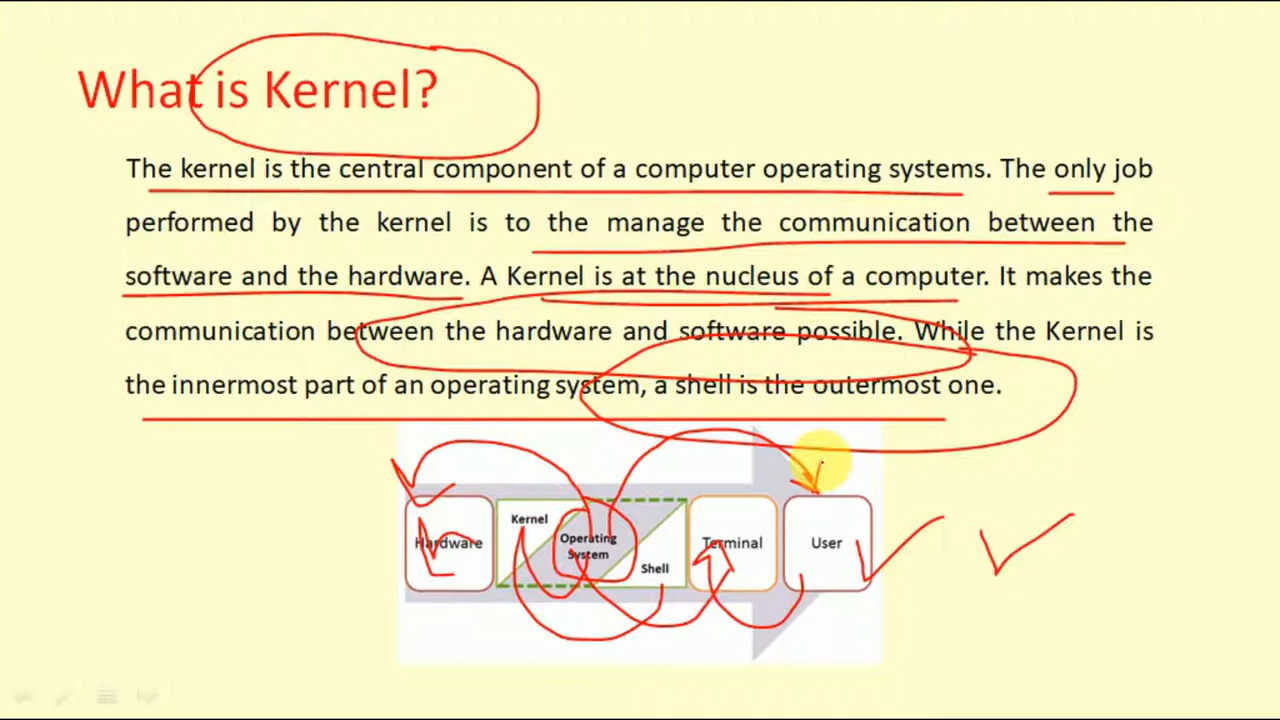 What is Kernel?
The kernel is the central component of a computer operating systems. The only job
performed by the kernel is to the manage the communication between the
software and the hardware. A Kernel is at the nucleus of a computer. It makes the
communication between the hardware and software possible. While the Kernel is
the innermost part of an operating system, a shell is the outermost one.
Hardware
Kernel
Operating
System
Shell
Terminal
User